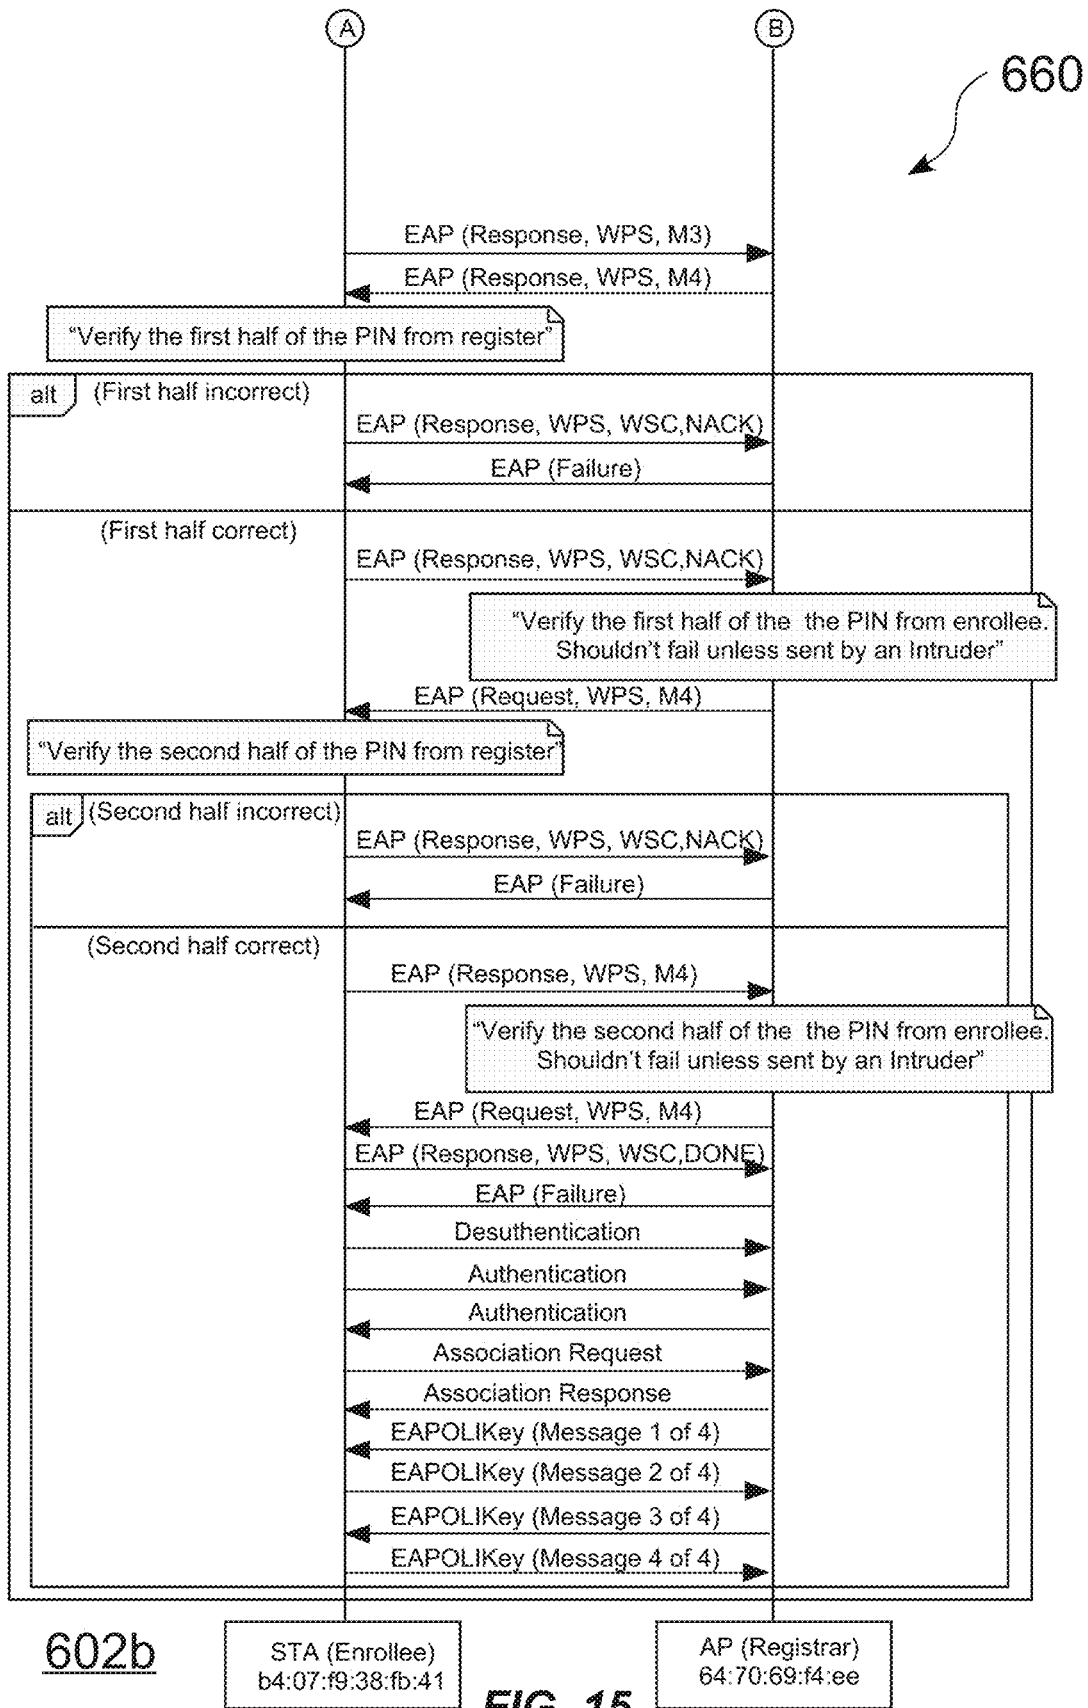 A
B
660
EAP (Response, WPS, M3)
EAP (Response, WPS, M4)
"Verify the first half of the PIN from register"
alt
(First half incorrect)
EAP (Response, WPS, WSC,NACK)
EAP (Failure)
(First half correct)
EAP (Response, WPS, WSC,NACK)
"Verify the first half of the the PIN from enrollee.
Shouldn't fail unless sent by an Intruder"
EAP (Request, WPS, M4)
"Verify the second half of the PIN from register"
alt
(Second half incorrect)
EAP (Response, WPS, WSC,NACK)
EAP (Failure)
(Second half correct)
EAP (Response, WPS, M4)
"Verify the second half of the the PIN from enrollee.
Shouldn't fail unless sent by an Intruder"
EAP (Request, WPS, M4)
EAP (Response, WPS, WSC,DONE)
EAP (Failure)
Desuthentication
Authentication
Authentication
Association Request
Association Response
EAPOLIKey (Message 1 of 4)
EAPOLIKey (Message 2 of 4)
EAPOLIKey (Message 3 of 4)
EAPOLIKey (Message 4 of 4)
602b
STA (Enrollee)
b4:07:f9:38:fb:41
AP (Registrar)
64:70:69:f4:ee
FIG. 15